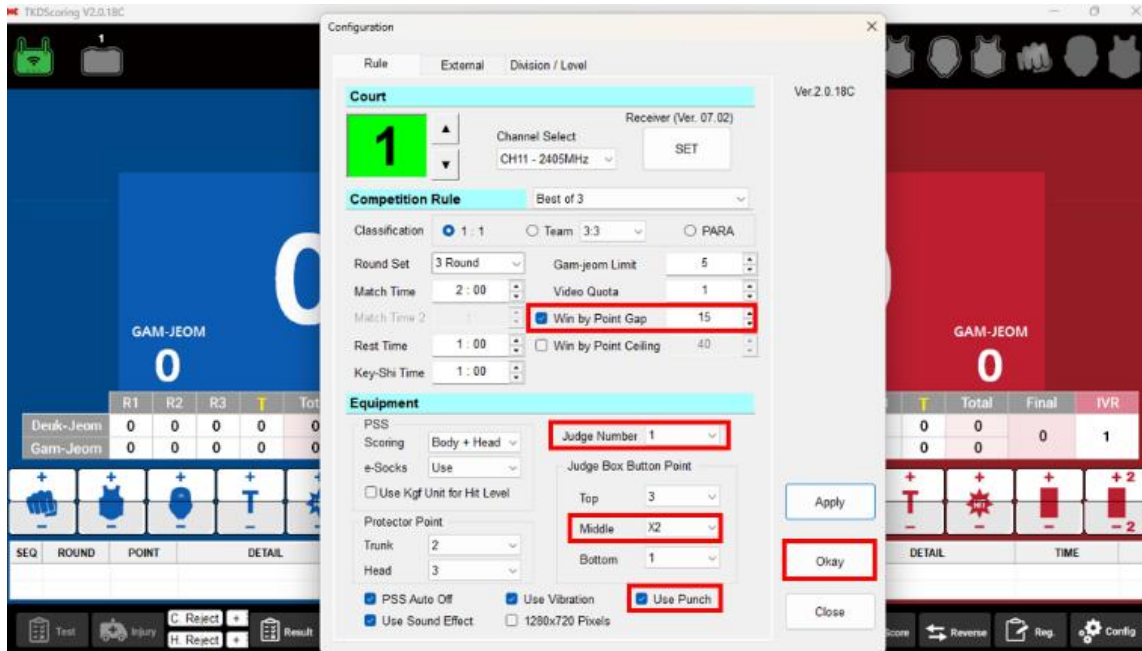 TKDScoring V2.0.18C
1
Configuration
Rule External Division / Level
Court
Ver.2.0.18C
1
Receiver (Ver. 07.02)
Channel Select
CH11 - 2405MHz
SET
Competition Rule
Best of 3
Classification 1 : 1 Team 3:3 PARA
Round Set 3 Round Gam-jeom Limit 5
Match Time 2 : 00 Video Quota 1
Match Time 2 Win by Point Gap 15
Rest Time 1 : 00 Win by Point Ceiling 40
Key-Shi Time 1 : 00
Equipment
PSS
Scoring Body + Head Judge Number 1
e-Socks Use Judge Box Button Point
Use Kgf Unit for Hit Level Top 3
Protector Point Middle X2
Trunk 2 Bottom 1
Head 3
PSS Auto Off Use Vibration Use Punch
Use Sound Effect 1280x720 Pixels
Apply
Okay
Close
0
GAM-JEOM
0
R1 R2 R3 T Tot
Deuk-Jeom 0 0 0 0 0
Gam-Jeom 0 0 0 0 0
+ + + +
T
- - - -
SEQ ROUND POINT DETAIL
Test Injury C. Reject + Result
H. Reject +
GAM-JEOM
0
T Total Final IVR
0 0 0 1
0 0
+ + + + 2
T HIT
- - - - 2
DETAIL TIME
core Reverse Reg. Config